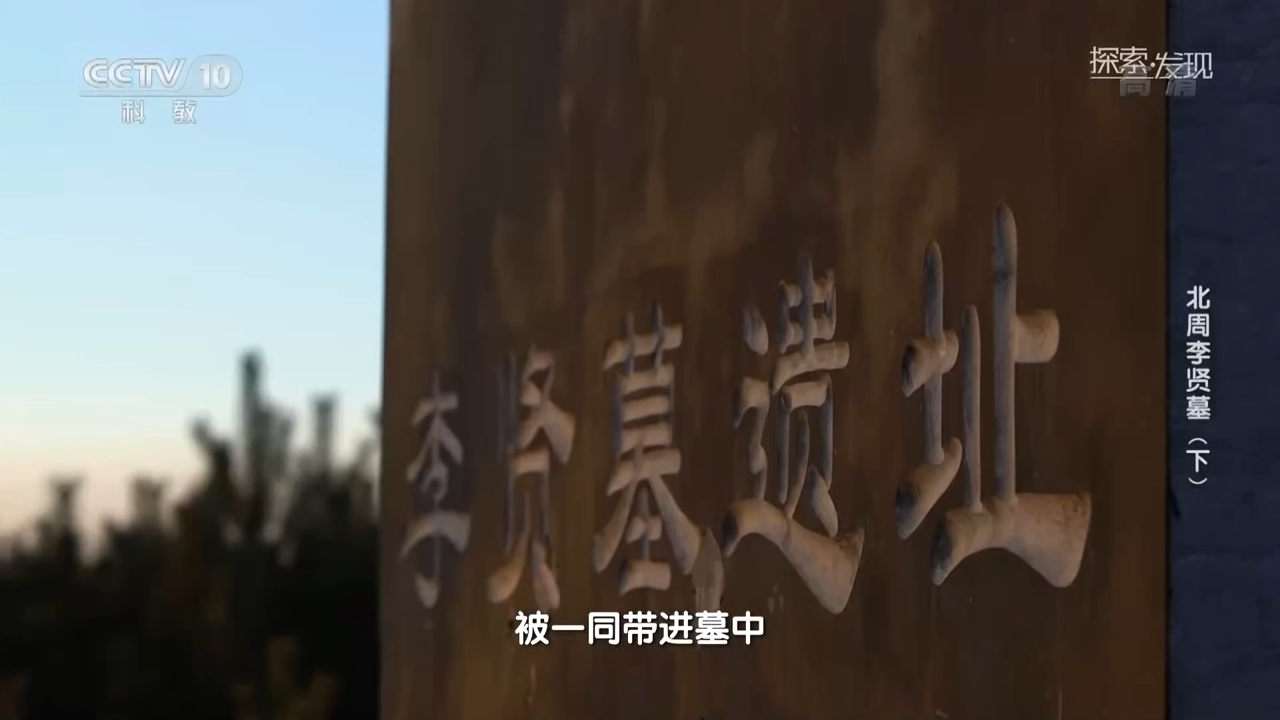 CCTV 10
科教
探索·发现
高清
北周李贤墓（下）
李贤墓遗址
被一同带进墓中